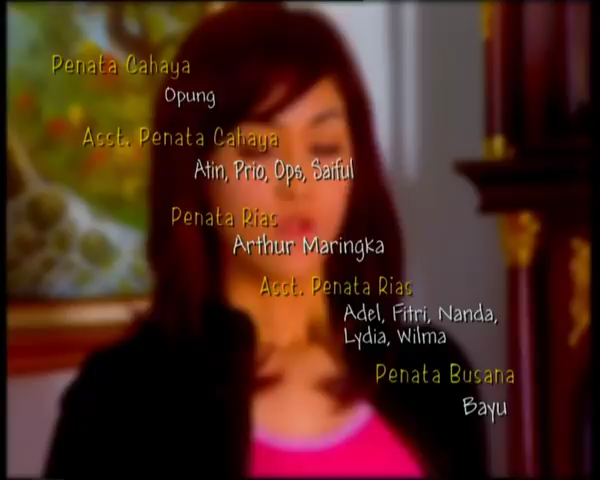 Penata Cahaya
Opung
Asst. Penata Cahaya
Atin, Prio, Ops, Saiful
Penata Rias
Arthur Maringka
Asst. Penata Rias
Adel, Fitri, Nanda,
Lydia, Wilma
Penata Busana
Bayu